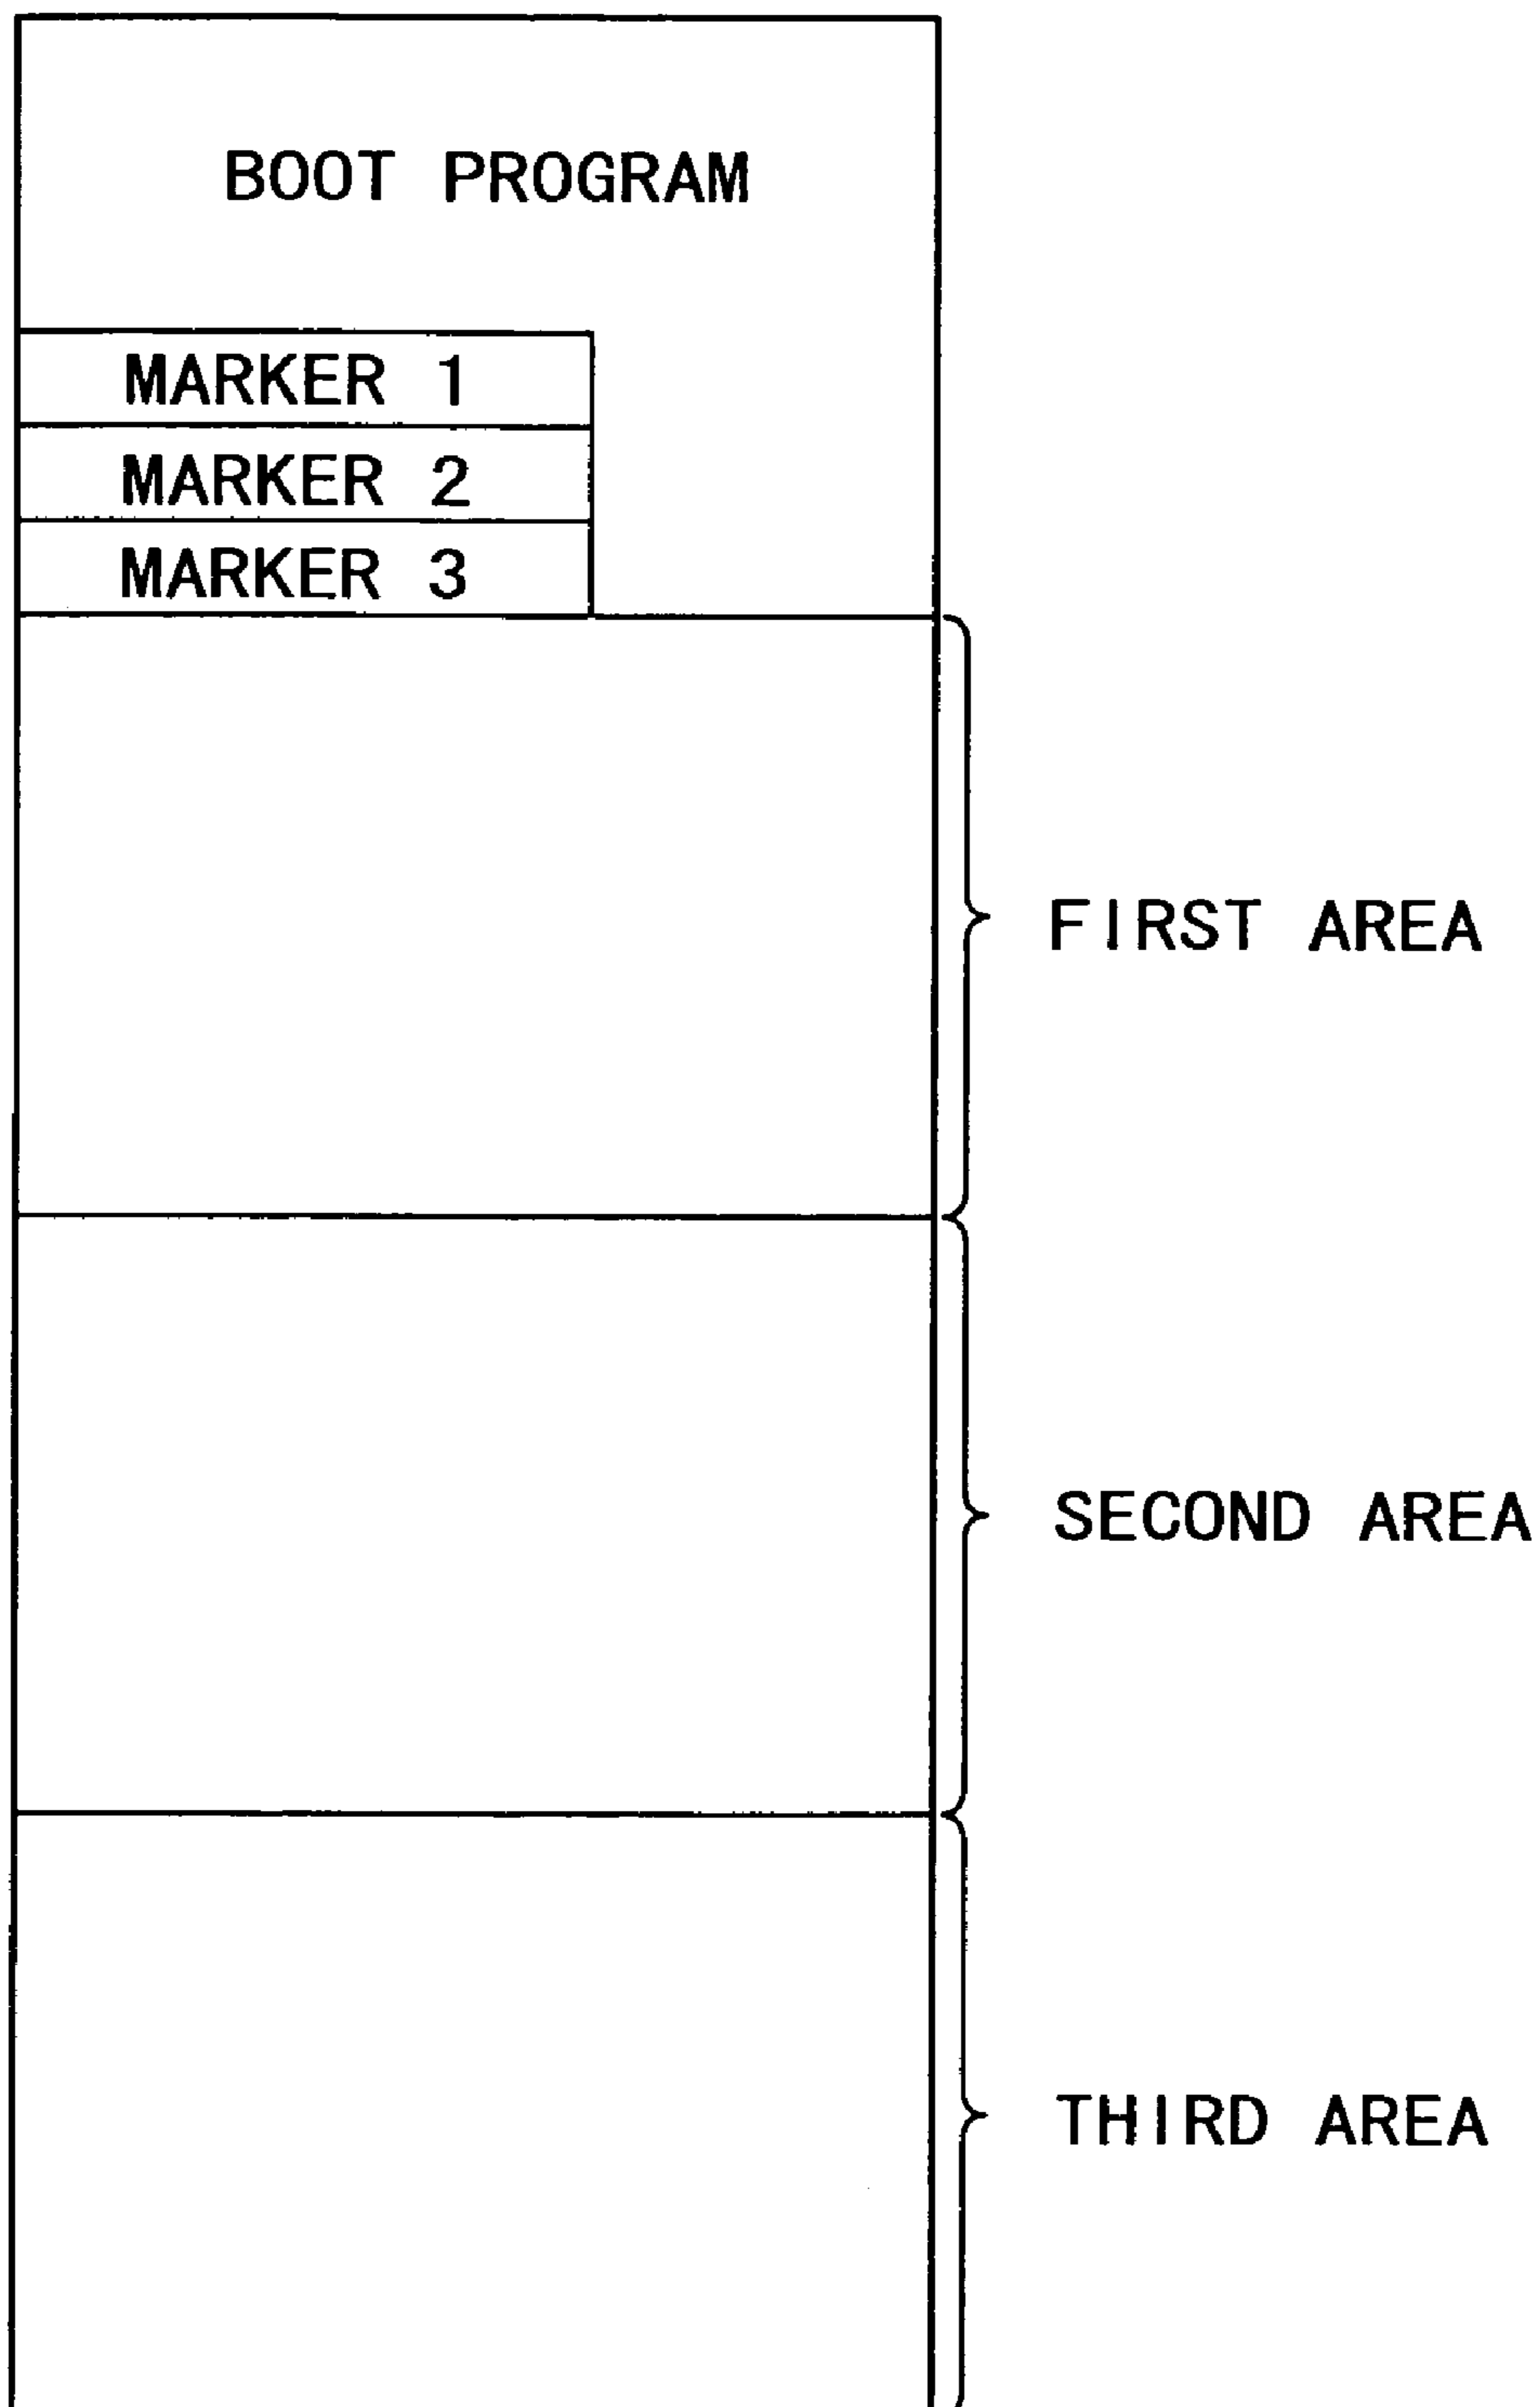 BOOT PROGRAM
MARKER 1
MARKER 2
MARKER 3
FIRST AREA
SECOND AREA
THIRD AREA